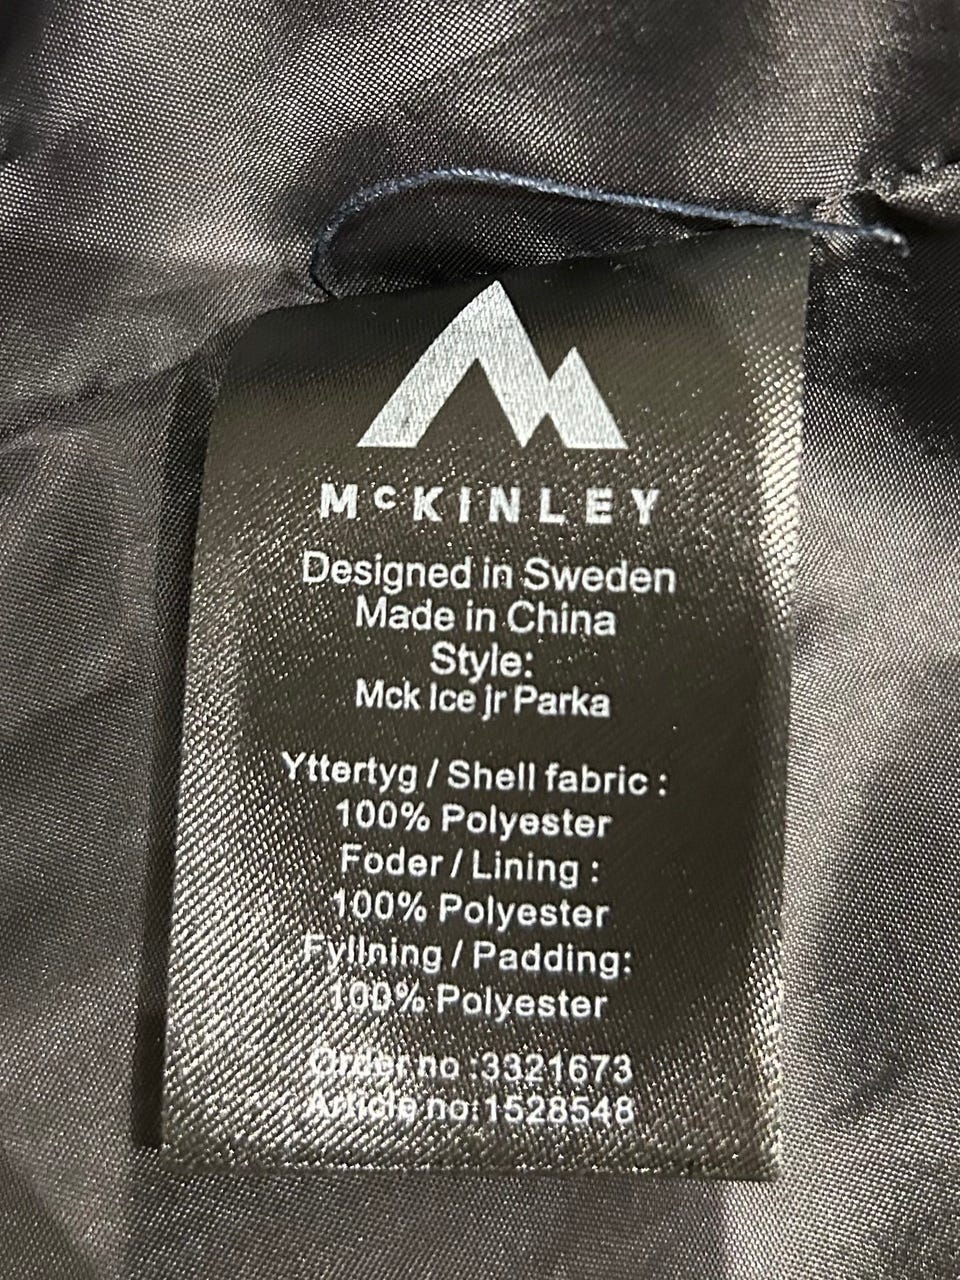 McKINLEY
Designed in Sweden
Made in China
Style:
Mck Ice jr Parka
Yttertyg / Shell fabric :
100% Polyester
Foder / Lining :
100% Polyester
Fyllning / Padding:
100% Polyester
Order no :3321673
Article no:1528548